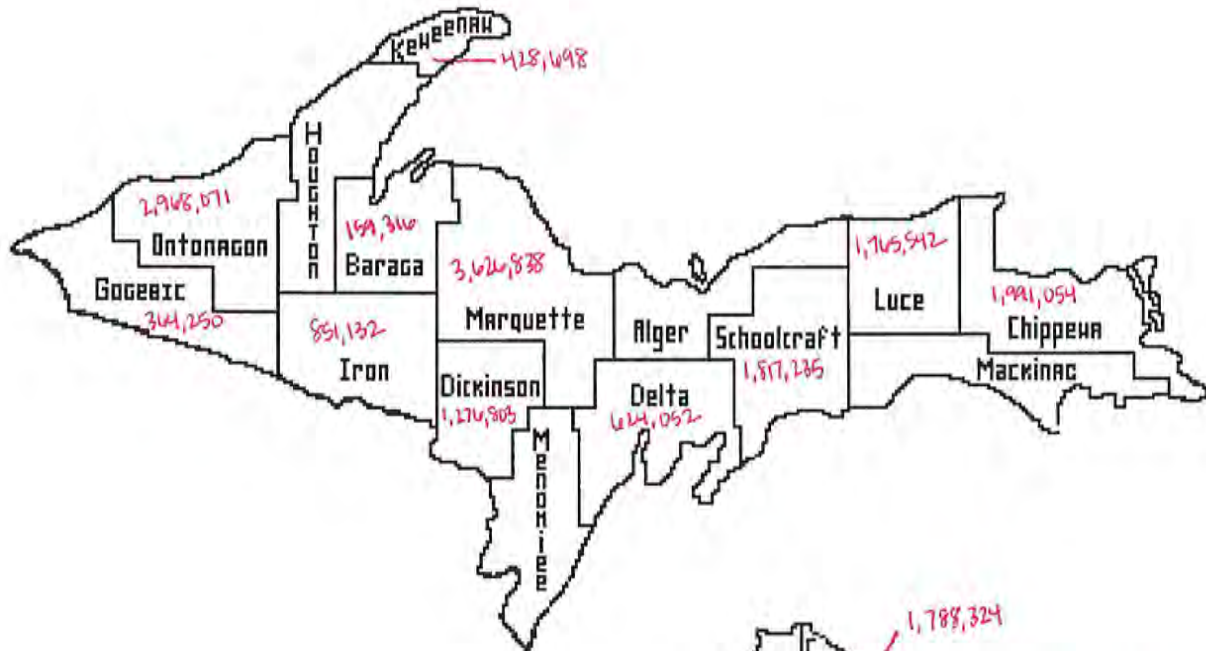 Keweenaw
428,698
Houghton
2,968,071
Ontonagon
159,316
Baraga
3,626,838
Marquette
Gogebic
364,250
851,132
Iron
Dickinson
1,276,803
Menomiee
Alger
Delta
624,052
Schoolcraft
1,817,235
1,765,542
Luce
1,991,054
Chippewa
Mackinac
1,788,324